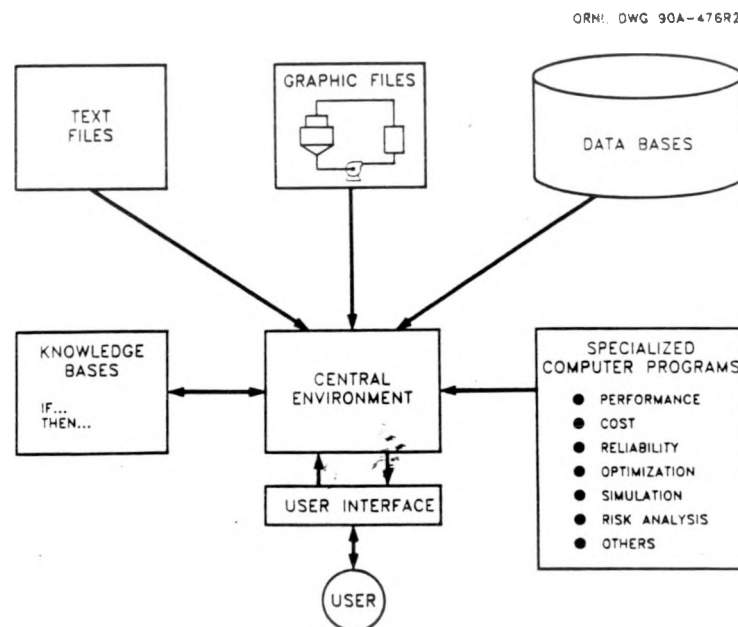 ORNL DWG 90A-476R2
TEXT
FILES
GRAPHIC FILES
DATA BASES
KNOWLEDGE
BASES
IF...
THEN...
CENTRAL
ENVIRONMENT
SPECIALIZED
COMPUTER PROGRAMS
● PERFORMANCE
● COST
● RELIABILITY
● OPTIMIZATION
● SIMULATION
● RISK ANALYSIS
● OTHERS
USER INTERFACE
USER